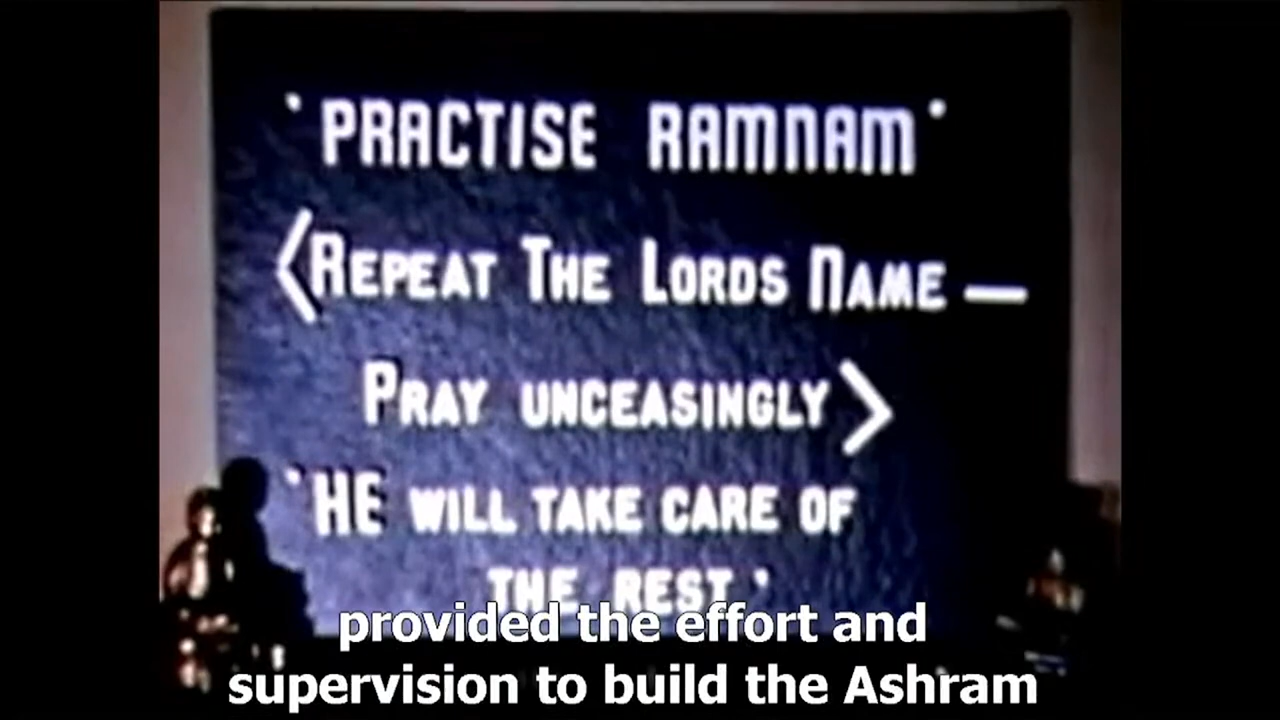 'PRACTISE RAMNAM'
<REPEAT THE LORDS NAME —
PRAY UNCEASINGLY>
'HE WILL TAKE CARE OF
THE REST'
provided the effort and
supervision to build the Ashram